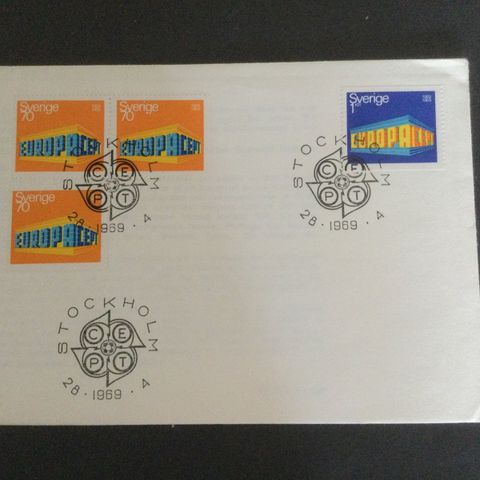 Sverige
70
EUROPA CEPT
Sverige
70
EUROPA CEPT
Sverige
1 KR
EUROPA CEPT
Sverige
70
EUROPA CEPT
STOCKHOLM
CEPT
28 · 1969 · 4
STOCKHOLM
CEPT
28 · 1969 · 4
STOCKHOLM
CEPT
28 · 1969 · 4